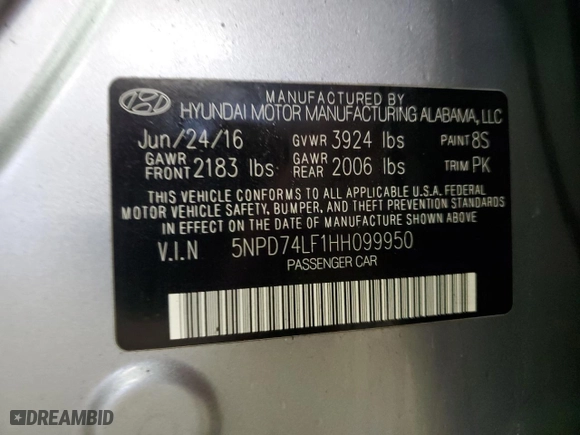 MANUFACTURED BY
HYUNDAI MOTOR MANUFACTURING ALABAMA, LLC
Jun/24/16 GVWR 3924 lbs PAINT 8S
GAWR FRONT 2183 lbs GAWR REAR 2006 lbs TRIM PK
THIS VEHICLE CONFORMS TO ALL APPLICABLE U.S.A. FEDERAL
MOTOR VEHICLE SAFETY, BUMPER, AND THEFT PREVENTION STANDARDS
IN EFFECT ON THE DATE OF MANUFACTURE SHOWN ABOVE.
V.I.N 5NPD74LF1HH099950
PASSENGER CAR
DREAMBID